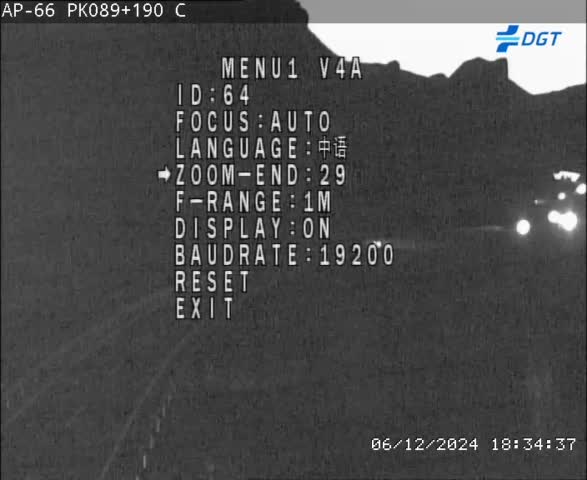 AP-66 PK089+190 C
DGT
MENU1 V4A
ID:64
FOCUS:AUTO
LANGUAGE:中语
ZOOM-END:29
F-RANGE:1M
DISPLAY:ON
BAUDRATE:19200
RESET
EXIT
06/12/2024 18:34:37